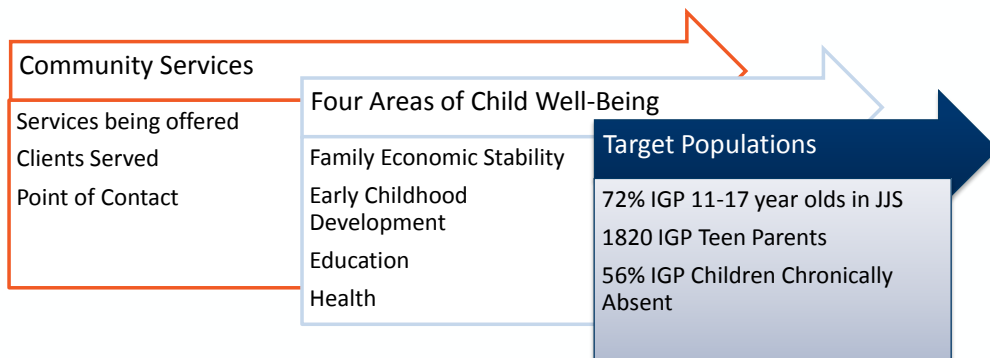 Community Services
Services being offered
Clients Served
Point of Contact
Four Areas of Child Well-Being
Family Economic Stability
Early Childhood
Development
Education
Health
Target Populations
72% IGP 11-17 year olds in JJS
1820 IGP Teen Parents
56% IGP Children Chronically
Absent